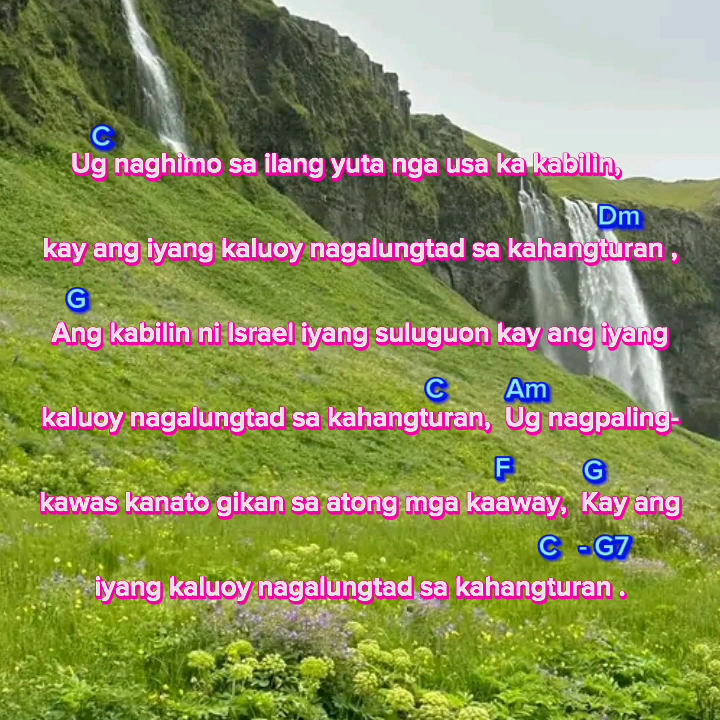 C
Ug naghimo sa ilang yuta nga usa ka kabilin,
Dm
kay ang iyang kaluoy nagalungtad sa kahangturan ,
G
Ang kabilin ni Israel iyang suluguon kay ang iyang
C Am
kaluoy nagalungtad sa kahangturan, Ug nagpaling-
F G
kawas kanato gikan sa atong mga kaaway, Kay ang
C - G7
iyang kaluoy nagalungtad sa kahangturan .